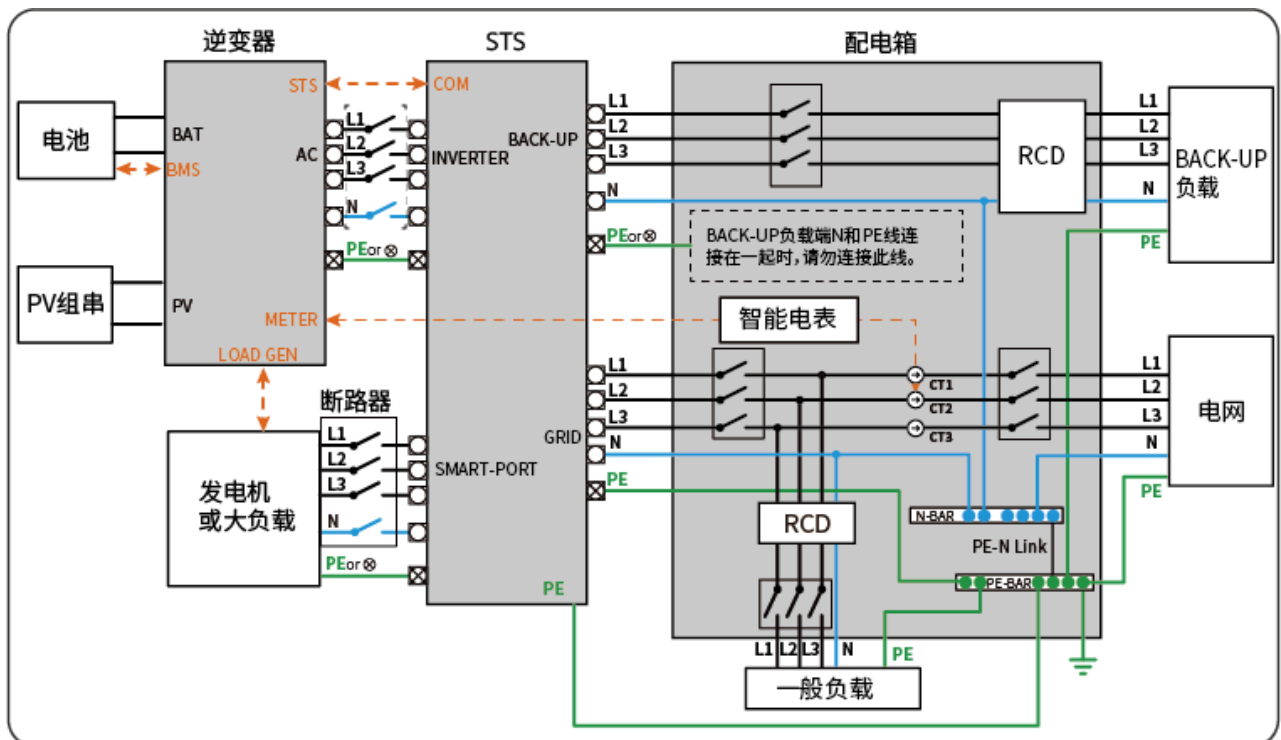 逆变器
STS
配电箱
STS
COM
L1
L2
L3
N
PEor⊗
电池
BAT
BMS
AC
INVERTER
BACK-UP
L1
L2
L3
N
PEor⊗
RCD
L1
L2
L3
N
PE
BACK-UP
负载
BACK-UP负载端N和PE线连
接在一起时,请勿连接此线。
PV组串
PV
METER
LOAD GEN
智能电表
断路器
L1
L2
L3
N
PEor⊗
发电机
或大负载
SMART-PORT
GRID
L1
L2
L3
N
PE
CT1
CT2
CT3
L1
L2
L3
N
PE
电网
RCD
N-BAR
PE-N Link
PE-BAR
PE
L1
L2
L3
N
PE
一般负载